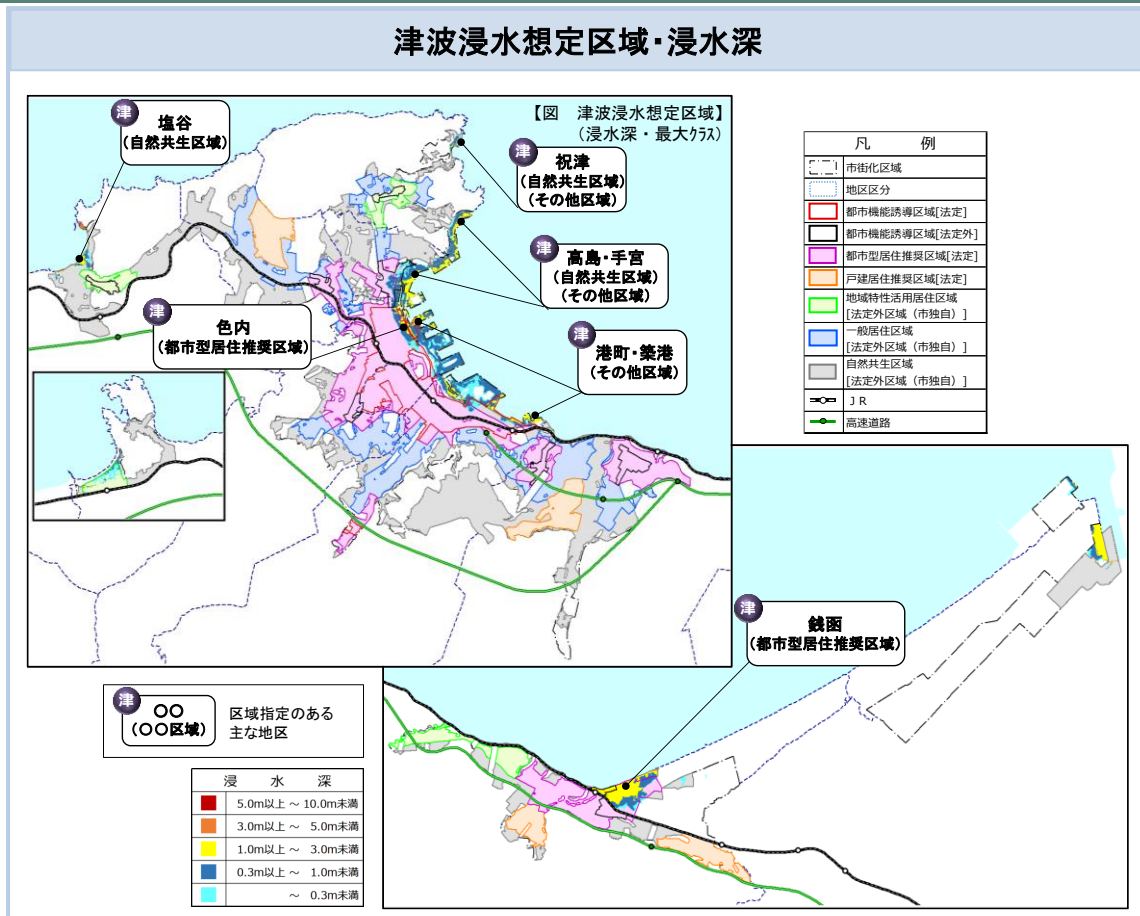 津波浸水想定区域・浸水深
【図 津波浸水想定区域】
(浸水深・最大クラス)
津
塩谷
(自然共生区域)
津
祝津
(自然共生区域)
(その他区域)
津
高島・手宮
(自然共生区域)
(その他区域)
津
色内
(都市型居住推奨区域)
津
港町・築港
(その他区域)
凡 例
市街化区域
地区区分
都市機能誘導区域[法定]
都市機能誘導区域[法定外]
都市型居住推奨区域[法定]
戸建居住推奨区域[法定]
地域特性活用居住区域
[法定外区域(市独自)]
一般居住区域
[法定外区域(市独自)]
自然共生区域
[法定外区域(市独自)]
JR
高速道路
津
銭函
(都市型居住推奨区域)
津
○○
(○○区域)
区域指定のある
主な地区
浸 水 深
5.0m以上 ~ 10.0m未満
3.0m以上 ~ 5.0m未満
1.0m以上 ~ 3.0m未満
0.3m以上 ~ 1.0m未満
~ 0.3m未満